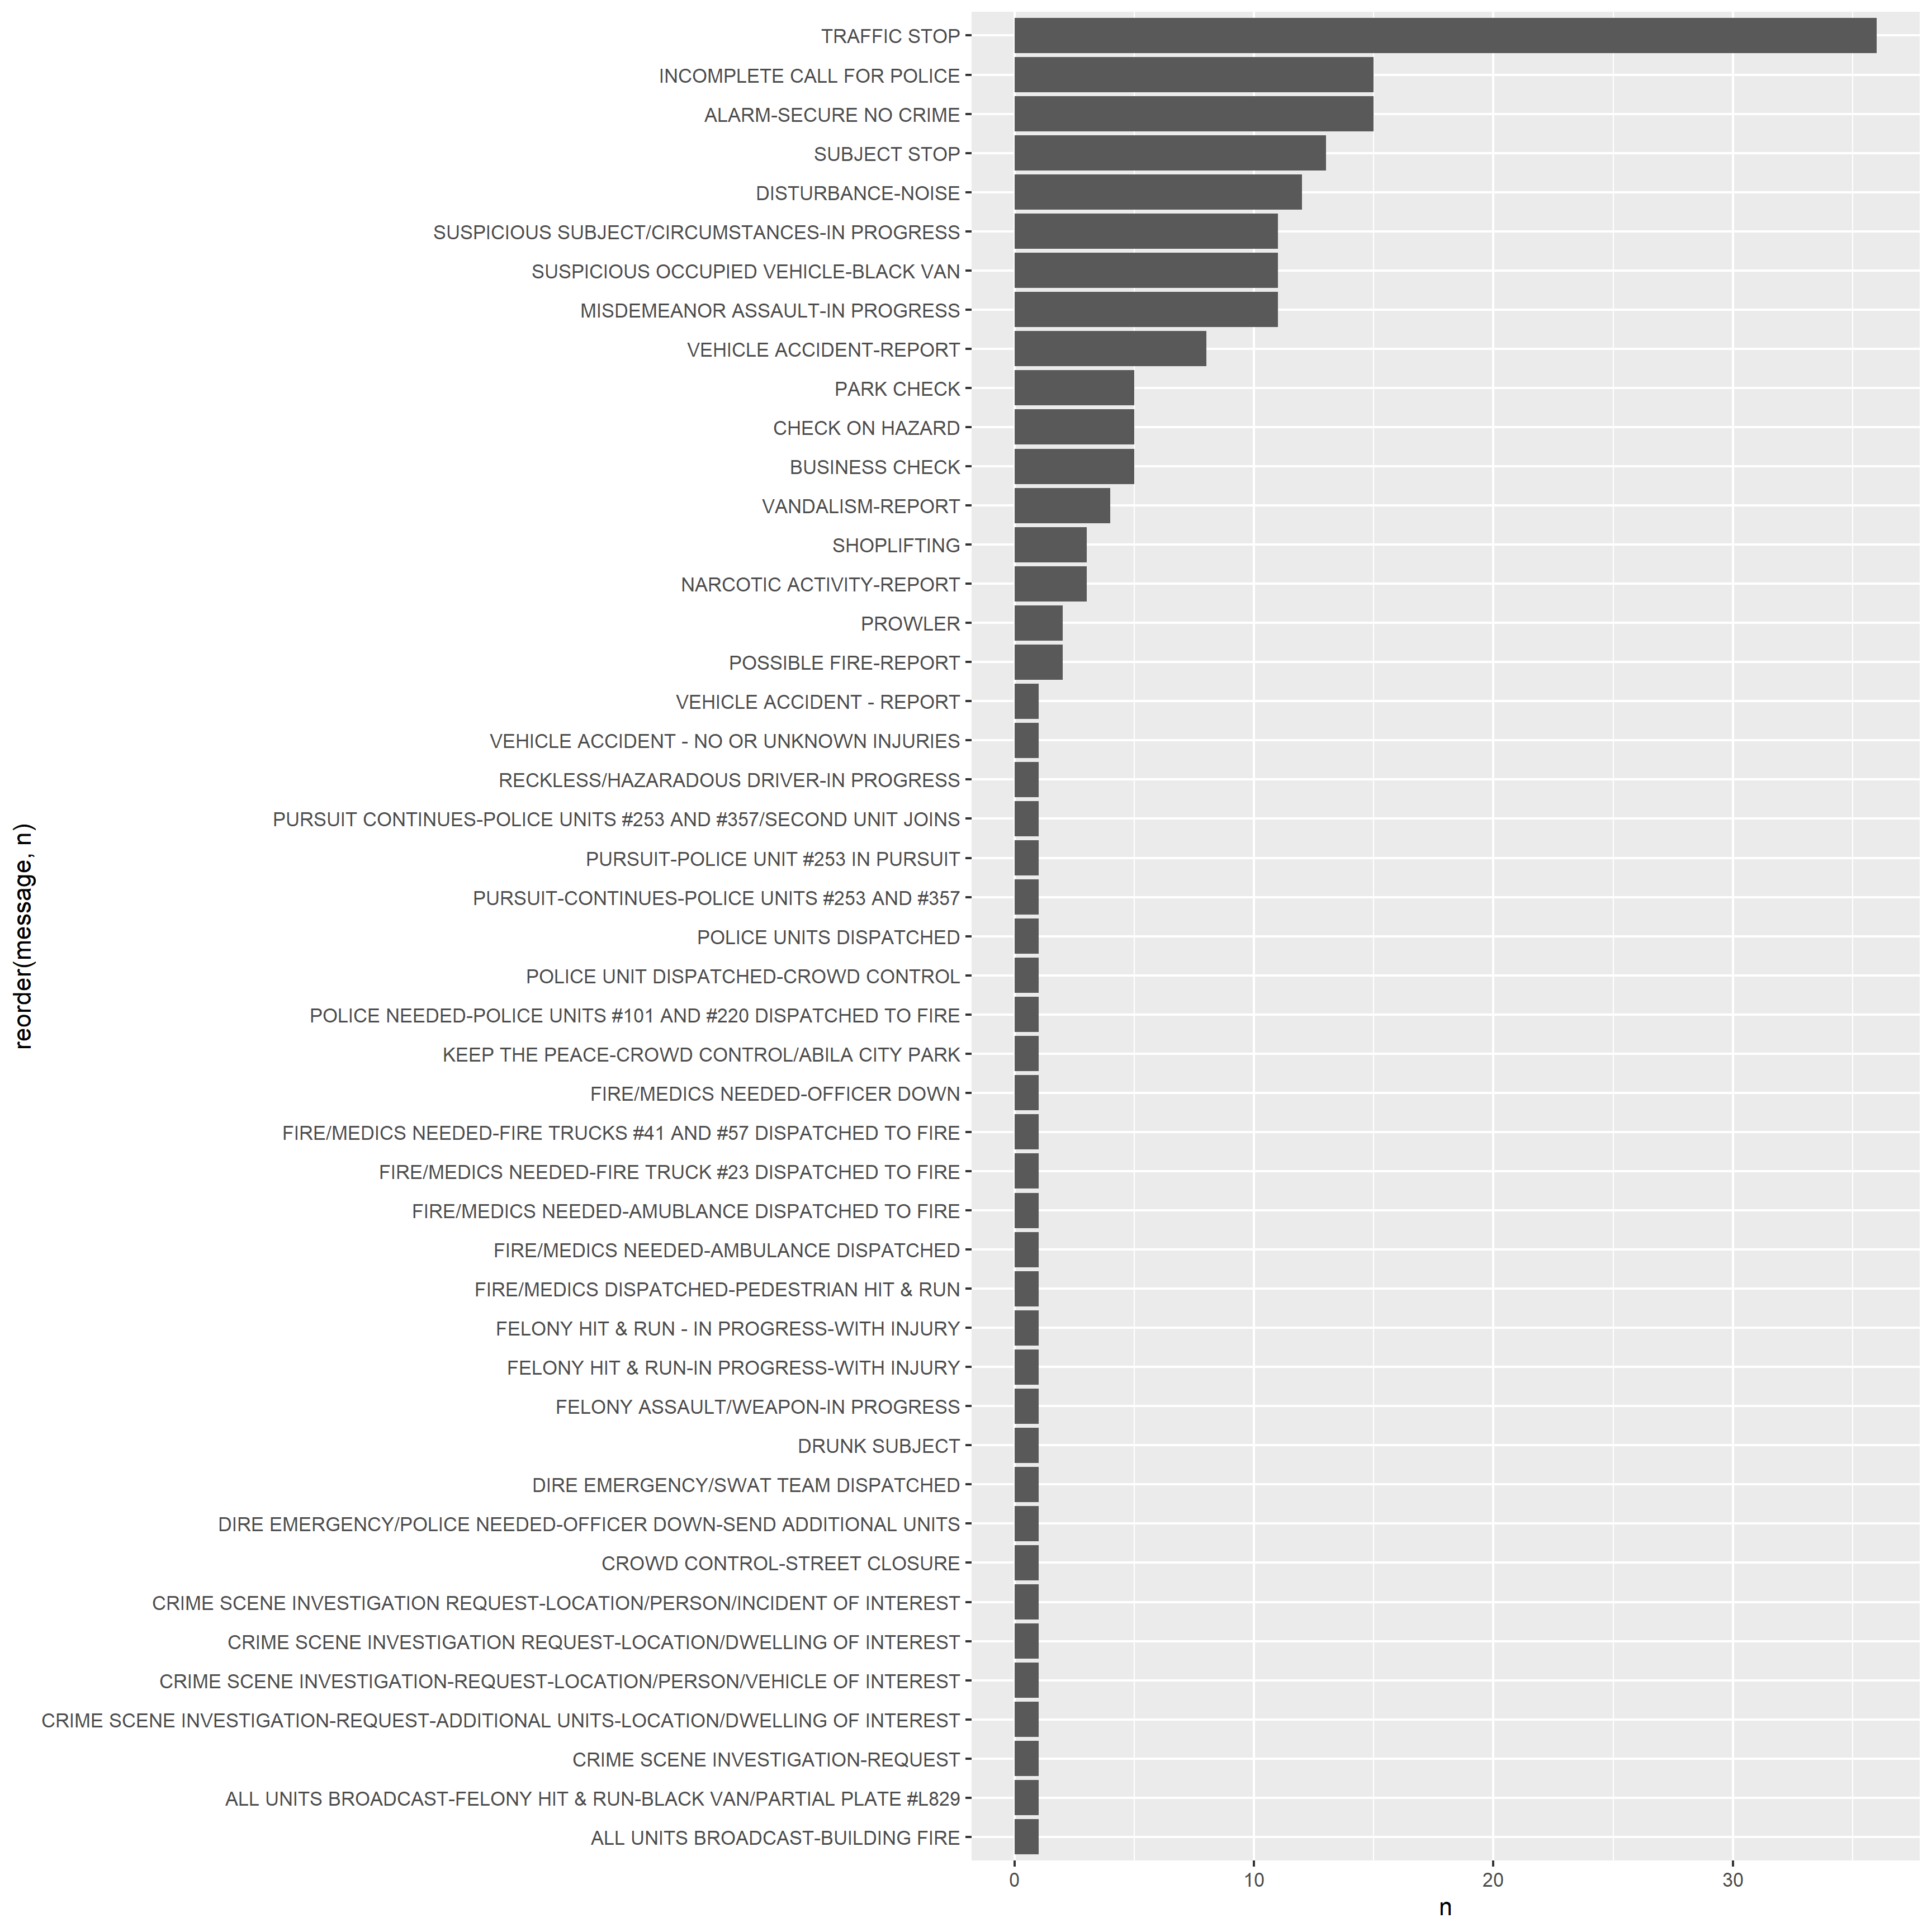 TRAFFIC STOP
INCOMPLETE CALL FOR POLICE
ALARM-SECURE NO CRIME
SUBJECT STOP
DISTURBANCE-NOISE
SUSPICIOUS SUBJECT/CIRCUMSTANCES-IN PROGRESS
SUSPICIOUS OCCUPIED VEHICLE-BLACK VAN
MISDEMEANOR ASSAULT-IN PROGRESS
VEHICLE ACCIDENT-REPORT
PARK CHECK
CHECK ON HAZARD
BUSINESS CHECK
VANDALISM-REPORT
SHOPLIFTING
NARCOTIC ACTIVITY-REPORT
PROWLER
POSSIBLE FIRE-REPORT
VEHICLE ACCIDENT - REPORT
VEHICLE ACCIDENT - NO OR UNKNOWN INJURIES
RECKLESS/HAZARADOUS DRIVER-IN PROGRESS
PURSUIT CONTINUES-POLICE UNITS #253 AND #357/SECOND UNIT JOINS
PURSUIT-POLICE UNIT #253 IN PURSUIT
PURSUIT-CONTINUES-POLICE UNITS #253 AND #357
POLICE UNITS DISPATCHED
POLICE UNIT DISPATCHED-CROWD CONTROL
POLICE NEEDED-POLICE UNITS #101 AND #220 DISPATCHED TO FIRE
KEEP THE PEACE-CROWD CONTROL/ABILA CITY PARK
FIRE/MEDICS NEEDED-OFFICER DOWN
FIRE/MEDICS NEEDED-FIRE TRUCKS #41 AND #57 DISPATCHED TO FIRE
FIRE/MEDICS NEEDED-FIRE TRUCK #23 DISPATCHED TO FIRE
FIRE/MEDICS NEEDED-AMUBLANCE DISPATCHED TO FIRE
FIRE/MEDICS NEEDED-AMBULANCE DISPATCHED
FIRE/MEDICS DISPATCHED-PEDESTRIAN HIT & RUN
FELONY HIT & RUN - IN PROGRESS-WITH INJURY
FELONY HIT & RUN-IN PROGRESS-WITH INJURY
FELONY ASSAULT/WEAPON-IN PROGRESS
DRUNK SUBJECT
DIRE EMERGENCY/SWAT TEAM DISPATCHED
DIRE EMERGENCY/POLICE NEEDED-OFFICER DOWN-SEND ADDITIONAL UNITS
CROWD CONTROL-STREET CLOSURE
CRIME SCENE INVESTIGATION REQUEST-LOCATION/PERSON/INCIDENT OF INTEREST
CRIME SCENE INVESTIGATION REQUEST-LOCATION/DWELLING OF INTEREST
CRIME SCENE INVESTIGATION-REQUEST-LOCATION/PERSON/VEHICLE OF INTEREST
CRIME SCENE INVESTIGATION-REQUEST-ADDITIONAL UNITS-LOCATION/DWELLING OF INTEREST
CRIME SCENE INVESTIGATION-REQUEST
ALL UNITS BROADCAST-FELONY HIT & RUN-BLACK VAN/PARTIAL PLATE #L829
ALL UNITS BROADCAST-BUILDING FIRE
reorder(message, n)
0 10 20 30
n